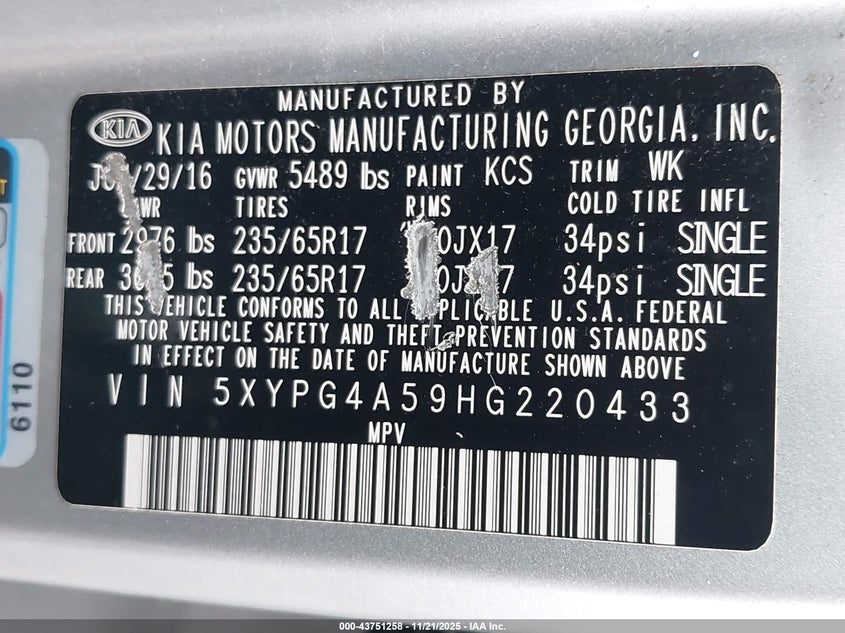 MANUFACTURED BY
KIA KIA MOTORS MANUFACTURING GEORGIA, INC.
/29/16 GVWR 5489 lbs PAINT KCS TRIM WK
TIRES RIMS COLD TIRE INFL
FRONT lbs 235/65R17 34psi SINGLE
REAR lbs 235/65R17 34psi SINGLE
THIS VEHICLE CONFORMS TO ALL APPLICABLE U.S.A. FEDERAL
MOTOR VEHICLE SAFETY AND THEFT PREVENTION STANDARDS
IN EFFECT ON THE DATE OF MANUFACTURE SHOWN ABOVE
VIN 5XYPG4A59HG220433
MPV
6110
000-43751258 - 11/21/2025 - IAA Inc.